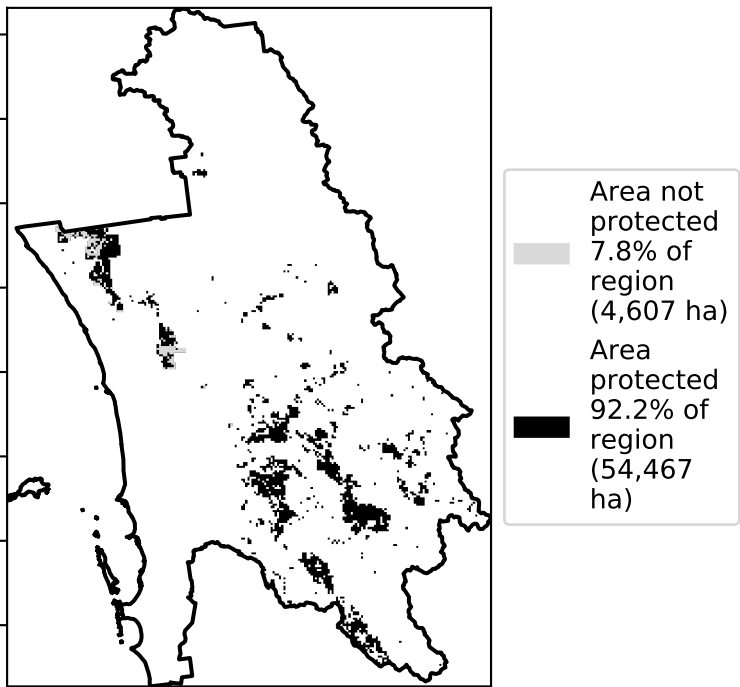 Area not
protected
7.8% of
region
(4,607 ha)
Area
protected
92.2% of
region
(54,467
ha)